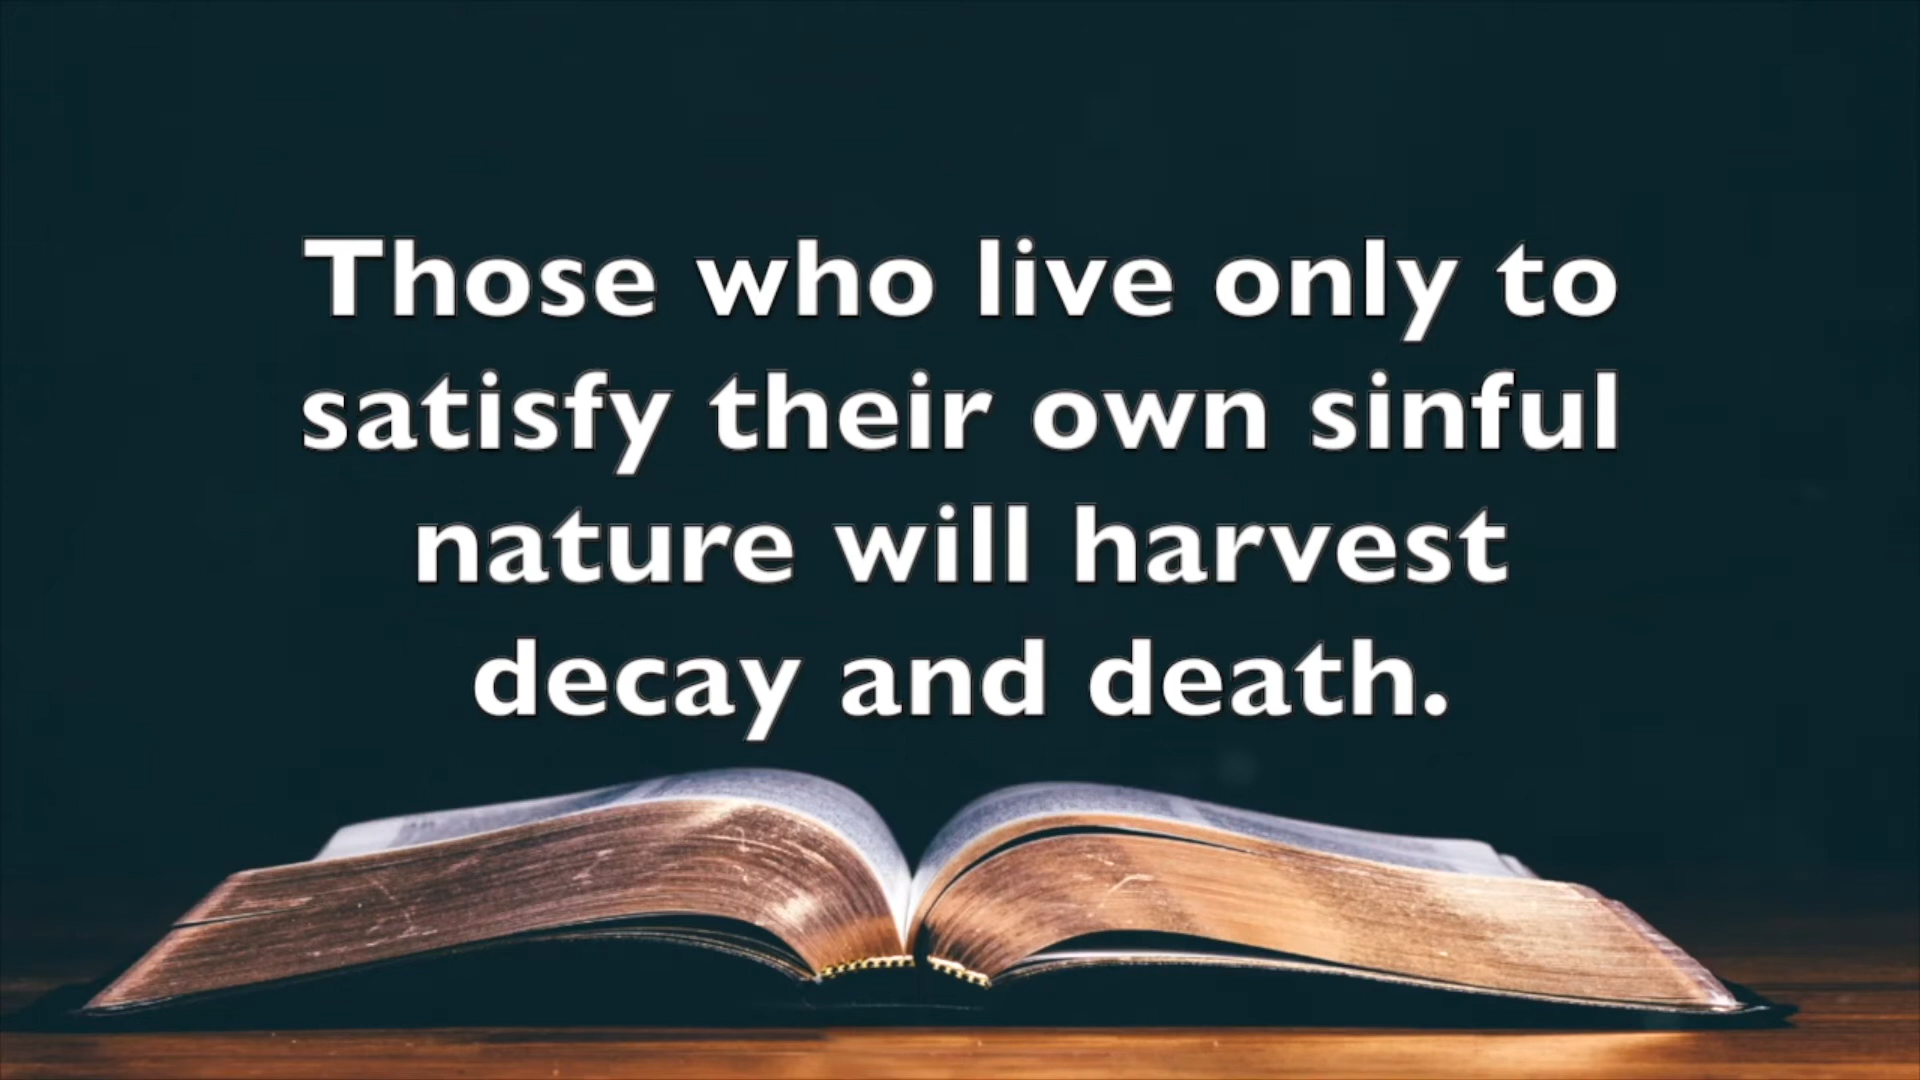 Those who live only to
satisfy their own sinful
nature will harvest
decay and death.